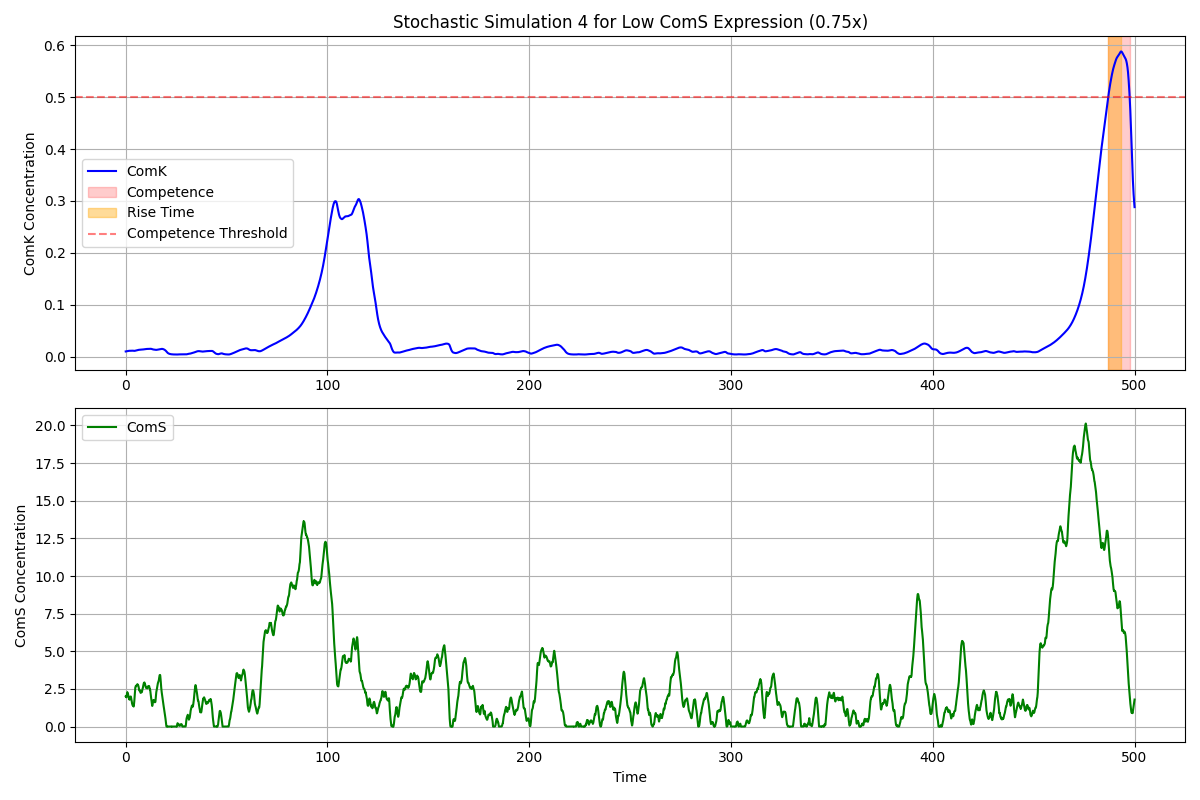 Stochastic Simulation 4 for Low ComS Expression (0.75x)
ComK Concentration
0.6
0.5
0.4
0.3
0.2
0.1
0.0
ComK
Competence
Rise Time
Competence Threshold
0 100 200 300 400 500
ComS Concentration
20.0
17.5
15.0
12.5
10.0
7.5
5.0
2.5
0.0
ComS
0 100 200 300 400 500
Time